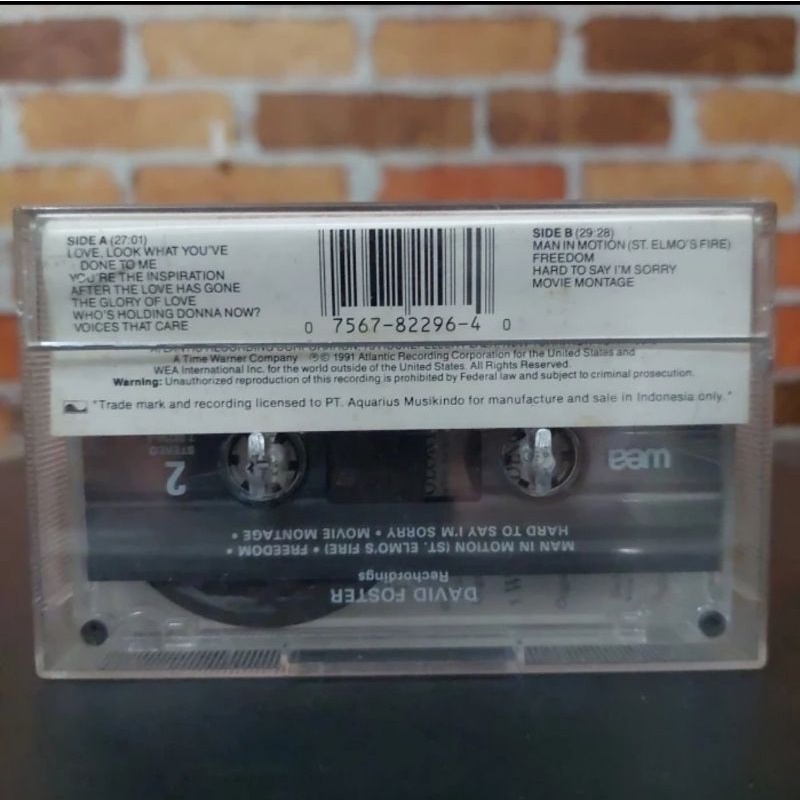 SIDE A (27:01)
LOVE, LOOK WHAT YOU'VE
DONE TO ME
YOU'RE THE INSPIRATION
AFTER THE LOVE HAS GONE
THE GLORY OF LOVE
WHO'S HOLDING DONNA NOW?
VOICES THAT CARE
0 7567-82296-4 0
SIDE B (29:28)
MAN IN MOTION (ST. ELMO'S FIRE)
FREEDOM
HARD TO SAY I'M SORRY
MOVIE MONTAGE
A Time Warner Company ℗© 1991 Atlantic Recording Corporation for the United States and
WEA International Inc. for the world outside of the United States. All Rights Reserved.
Warning: Unauthorized reproduction of this recording is prohibited by Federal law and subject to criminal prosecution.
"Trade mark and recording licensed to PT. Aquarius Musikindo for manufacture and sale in Indonesia only."
STEREO
2
wea
DAVID FOSTER
Rechordings
MAN IN MOTION (ST. ELMO'S FIRE) • FREEDOM •
HARD TO SAY I'M SORRY • MOVIE MONTAGE •